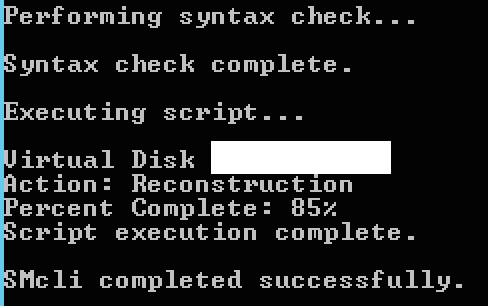 Performing syntax check...
Syntax check complete.
Executing script...
Virtual Disk
Action: Reconstruction
Percent Complete: 85%
Script execution complete.
SMcli completed successfully.